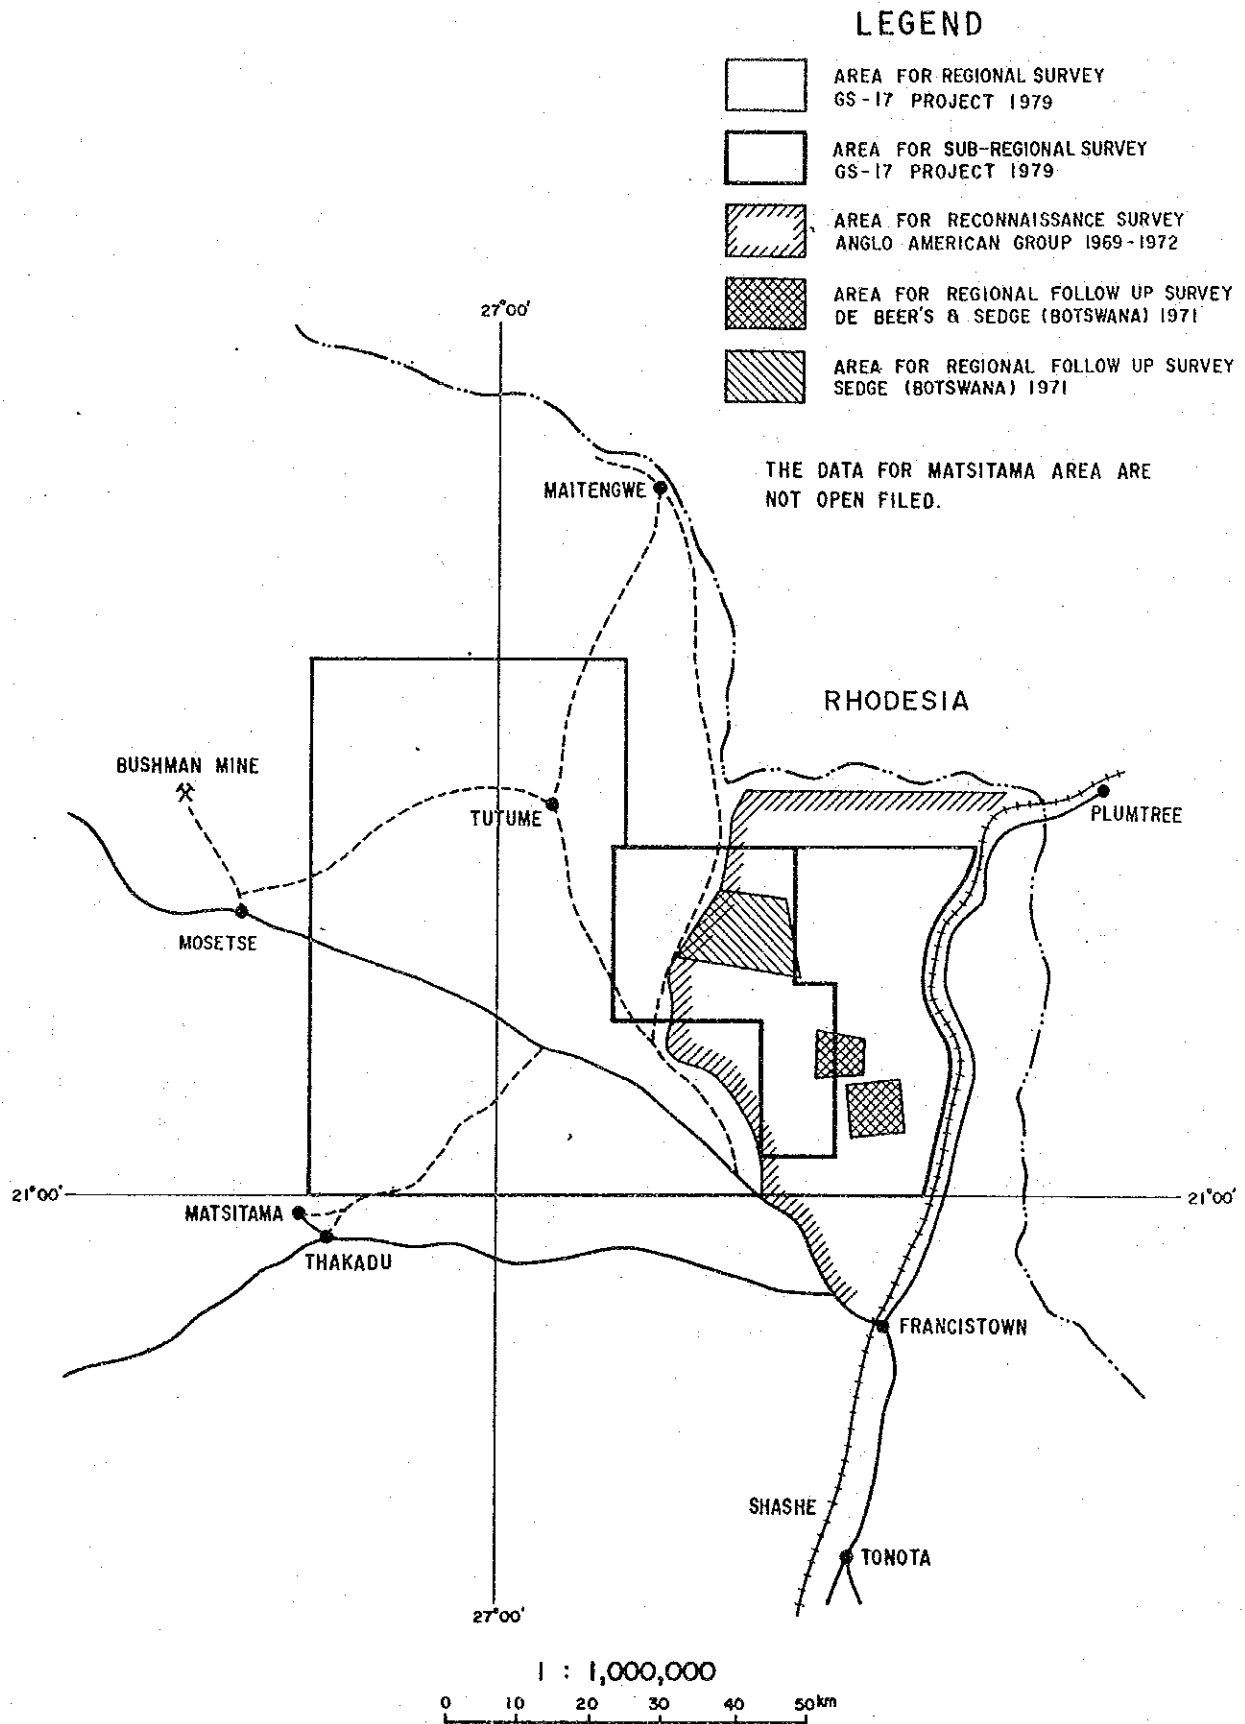 LEGEND
AREA FOR REGIONAL SURVEY
GS-17 PROJECT 1979
AREA FOR SUB-REGIONAL SURVEY
GS-17 PROJECT 1979
AREA FOR RECONNAISSANCE SURVEY
ANGLO AMERICAN GROUP 1969-1972
AREA FOR REGIONAL FOLLOW UP SURVEY
DE BEER'S & SEDGE (BOTSWANA) 1971
AREA FOR REGIONAL FOLLOW UP SURVEY
SEDGE (BOTSWANA) 1971
THE DATA FOR MATSITAMA AREA ARE
NOT OPEN FILED.
27°00'
MAITENGWE
RHODESIA
BUSHMAN MINE
TUTUME
PLUMTREE
MOSETSE
21°00'
21°00'
MATSITAMA
THAKADU
FRANCISTOWN
SHASHE
TONOTA
27°00'
1 : 1,000,000
0 10 20 30 40 50km